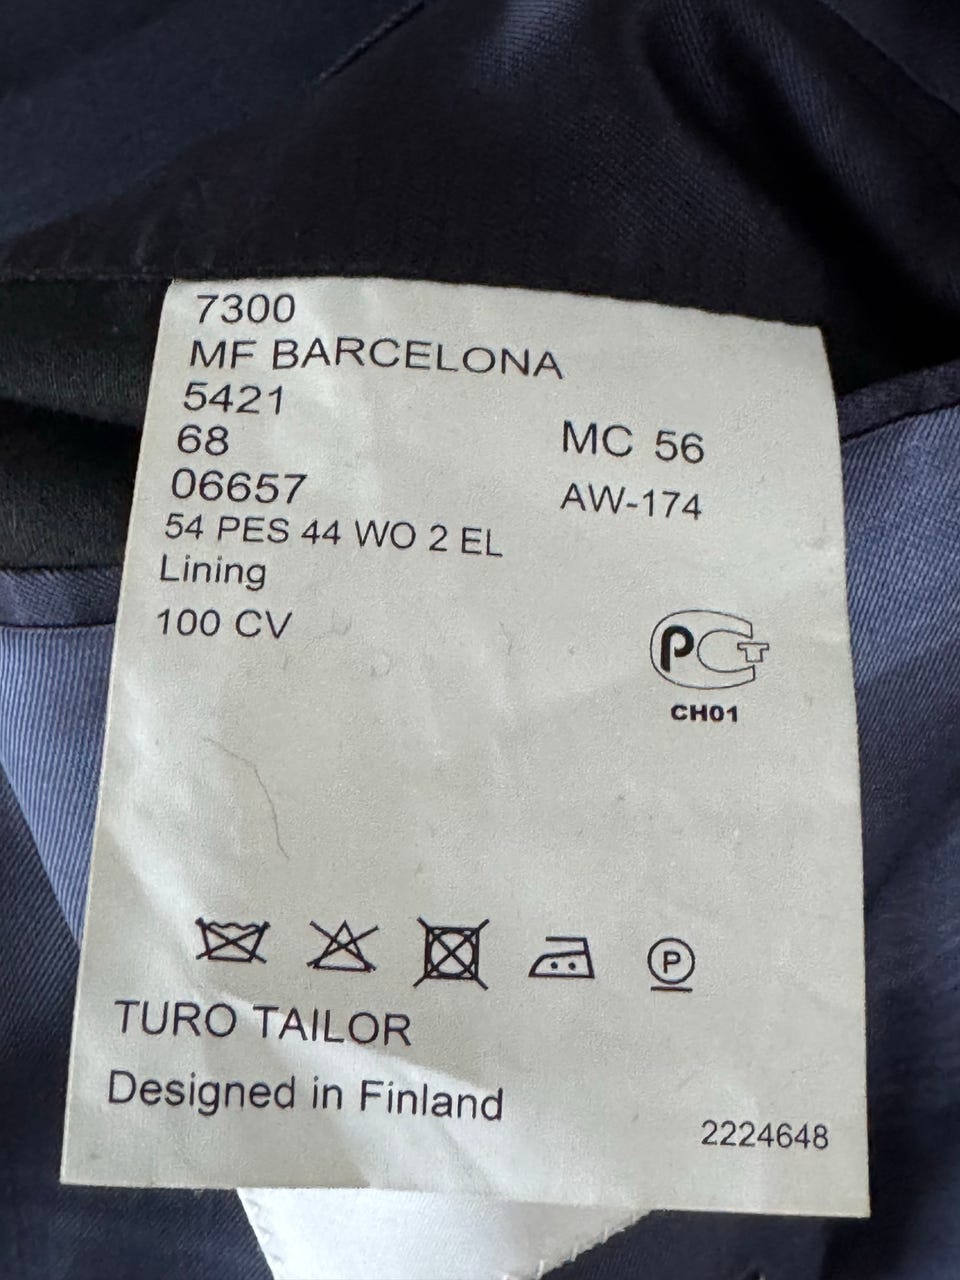 7300
MF BARCELONA
5421
68 MC 56
06657 AW-174
54 PES 44 WO 2 EL
Lining
100 CV
РСТ
CH01
P
TURO TAILOR
Designed in Finland
2224648